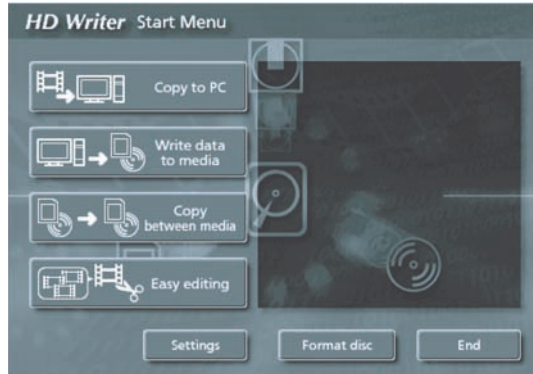 HD Writer Start Menu
Copy to PC
Write data
to media
Copy
between media
Easy editing
Settings
Format disc
End